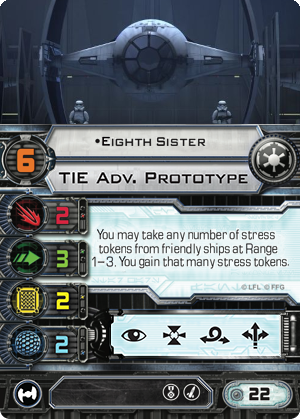 •Eighth Sister
6
TIE Adv. Prototype
2
You may take any number of stress
tokens from friendly ships at Range
1–3. You gain that many stress tokens.
3
© LFL © FFG
2
2
22